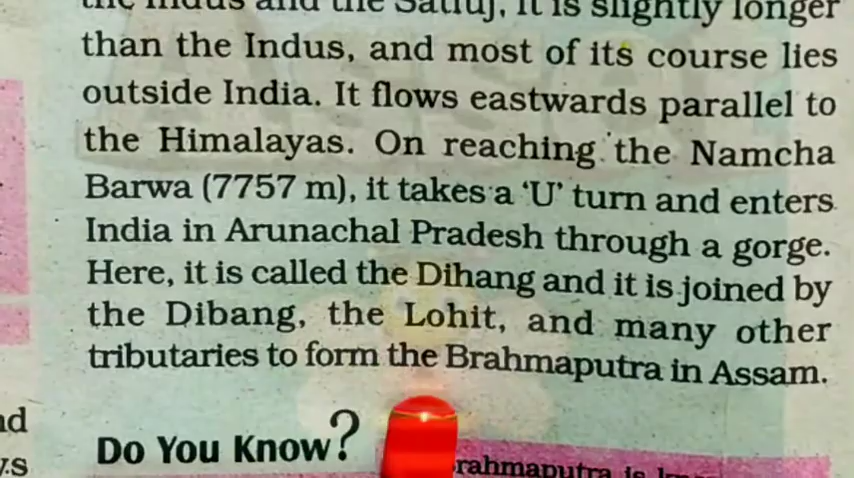 the Indus and the Satluj, it is slightly longer
than the Indus, and most of its course lies
outside India. It flows eastwards parallel to
the Himalayas. On reaching the Namcha
Barwa (7757 m), it takes a ‘U’ turn and enters
India in Arunachal Pradesh through a gorge.
Here, it is called the Dihang and it is joined by
the Dibang, the Lohit, and many other
tributaries to form the Brahmaputra in Assam.
Do You Know?
rahmaputra is